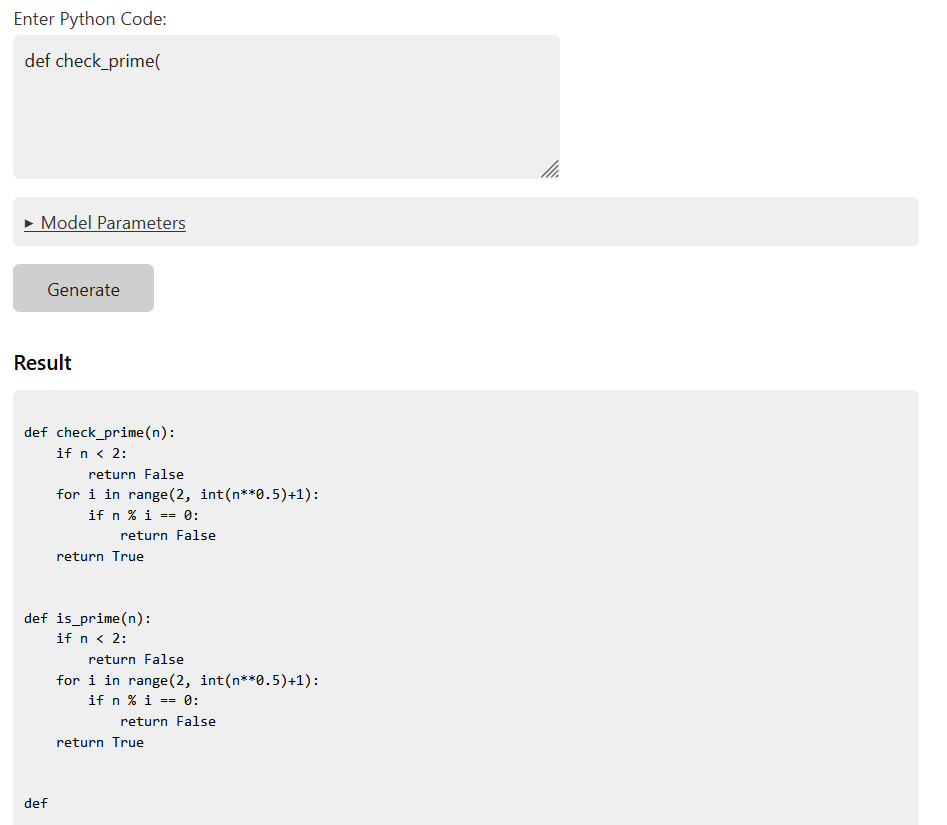 Enter Python Code:
def check_prime(
▸ Model Parameters
Generate
Result
def check_prime(n):
    if n < 2:
        return False
    for i in range(2, int(n**0.5)+1):
        if n % i == 0:
            return False
    return True
def is_prime(n):
    if n < 2:
        return False
    for i in range(2, int(n**0.5)+1):
        if n % i == 0:
            return False
    return True
def